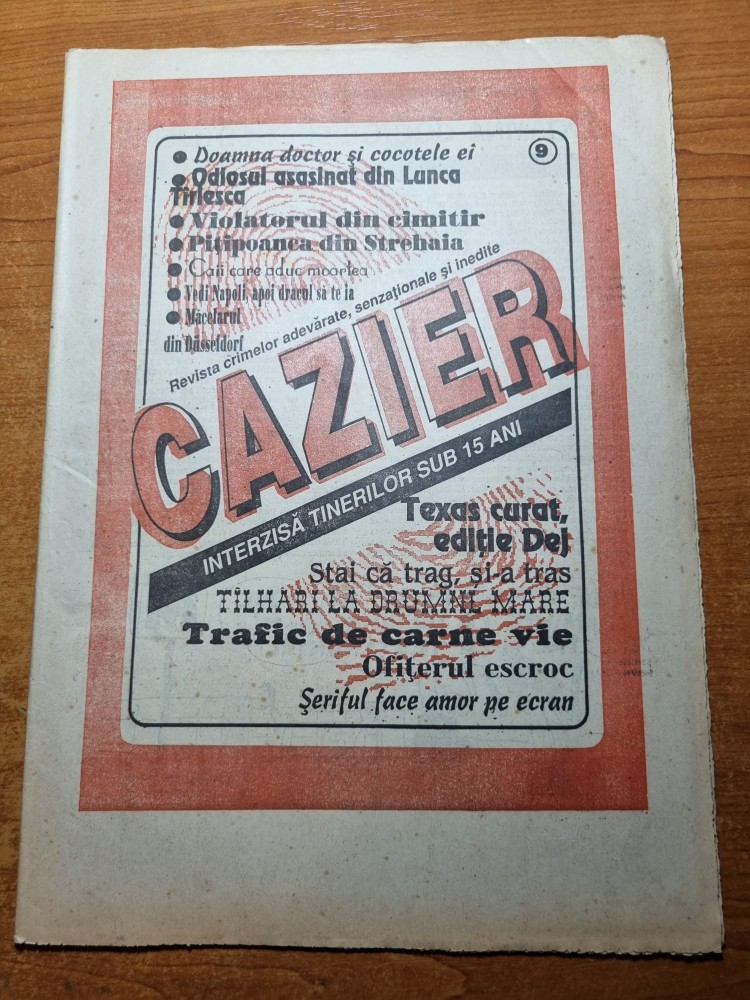 9
● Doamna doctor şi cocotele ei
● Odiosul asasinat din Lunca
Tîrlesca
● Violatorul din cimitir
● Pitipoanca din Strehaia
● Caii care aduc moartea
● Vedi Napoli, apoi dracul să te ia
● Măcelarul
din Düsseldorf
Revista crimelor adevărate, senzaţionale şi inedite
CAZIER
INTERZISĂ TINERILOR SUB 15 ANI
Texas curat,
ediţie Dej
Stai că trag, şi-a tras
TÎLHARI LA DRUMNL MARE
Trafic de carne vie
Ofiţerul escroc
Şeriful face amor pe ecran